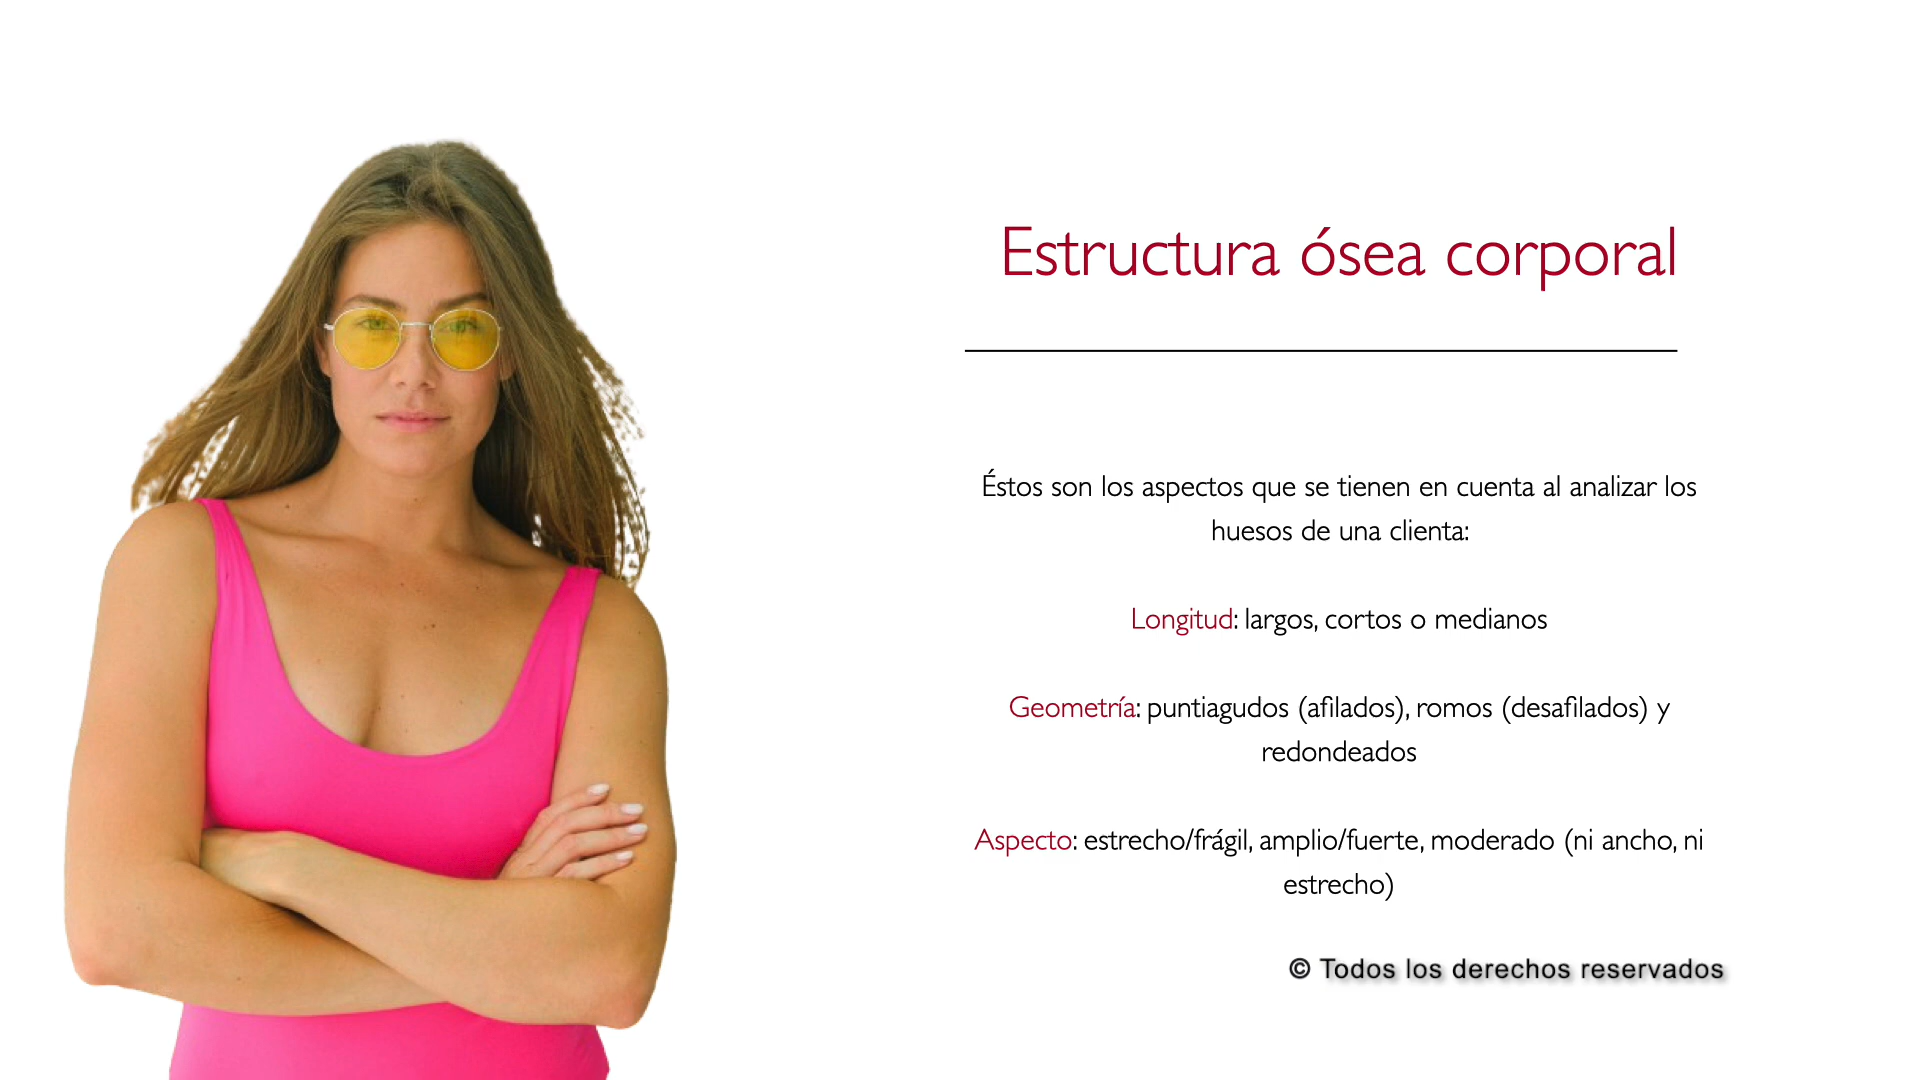 Estructura ósea corporal
Éstos son los aspectos que se tienen en cuenta al analizar los
huesos de una clienta:
Longitud: largos, cortos o medianos
Geometría: puntiagudos (afilados), romos (desafilados) y
redondeados
Aspecto: estrecho/frágil, amplio/fuerte, moderado (ni ancho, ni
estrecho)
© Todos los derechos reservados